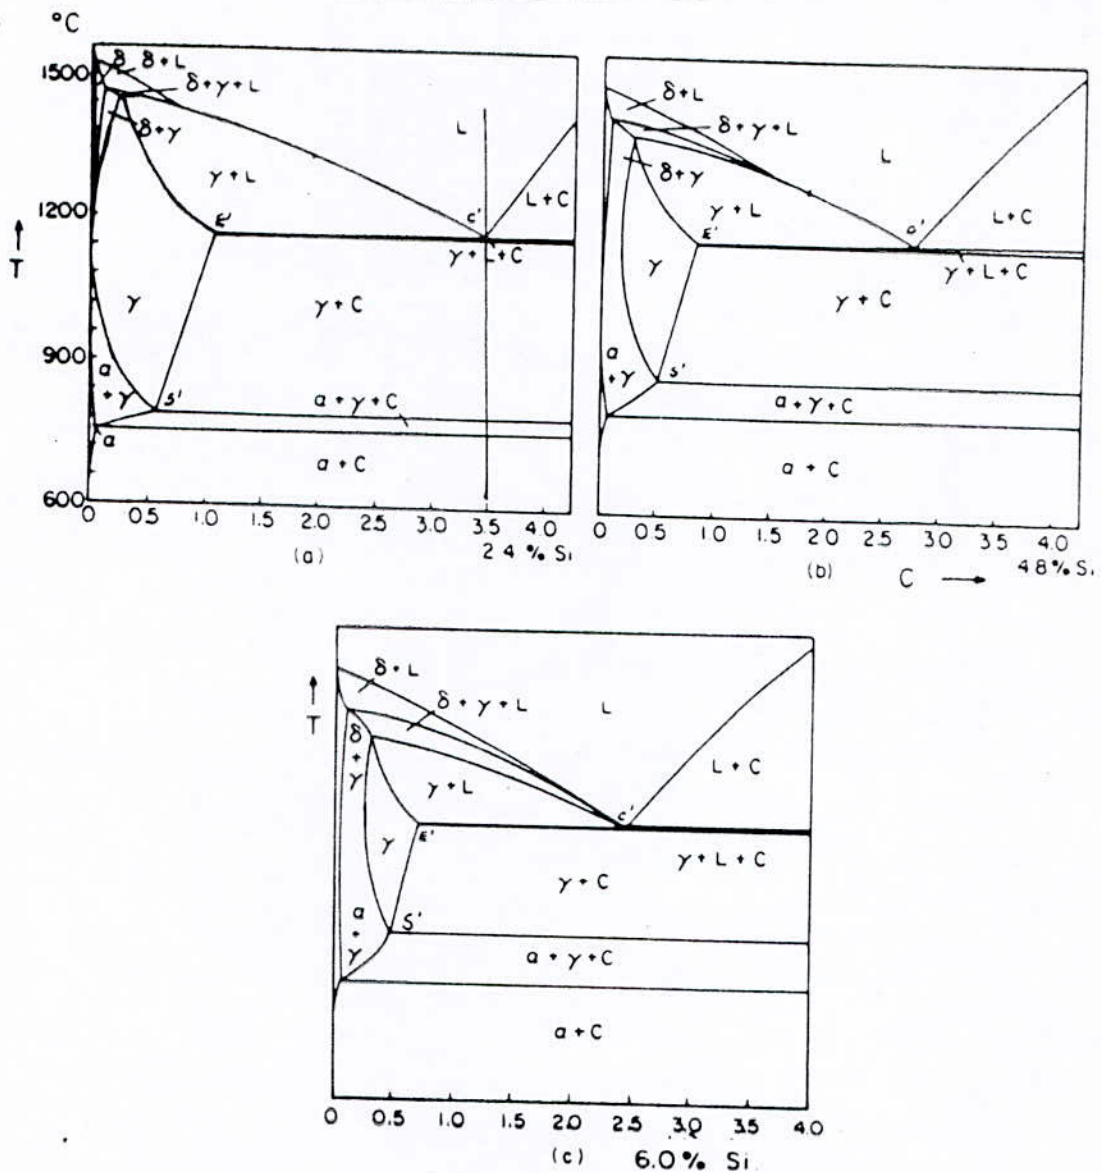 °C
1500
1200
900
600
T
δ
δ+L
δ+γ+L
δ+γ
L
γ+L
E'
c'
L+C
γ+L+C
γ
γ+C
α
+γ
S'
α+γ+C
α
α+C
0 0.5 1.0 1.5 2.0 2.5 3.0 3.5 4.0
(a)
2.4 % Si
δ+L
δ+γ+L
δ+γ
L
γ+L
E'
c'
L+C
γ+L+C
γ
γ+C
α
+γ
S'
α+γ+C
α+C
0 0.5 1.0 1.5 2.0 2.5 3.0 3.5 4.0
(b)
C
4.8% Si
T
δ+L
δ+γ+L
L
δ
+
γ
L+C
γ+L
c'
E'
γ
γ+L+C
γ+C
α
+
γ
S'
α+γ+C
α+C
0 0.5 1.0 1.5 2.0 2.5 3.0 3.5 4.0
(c)
6.0% Si